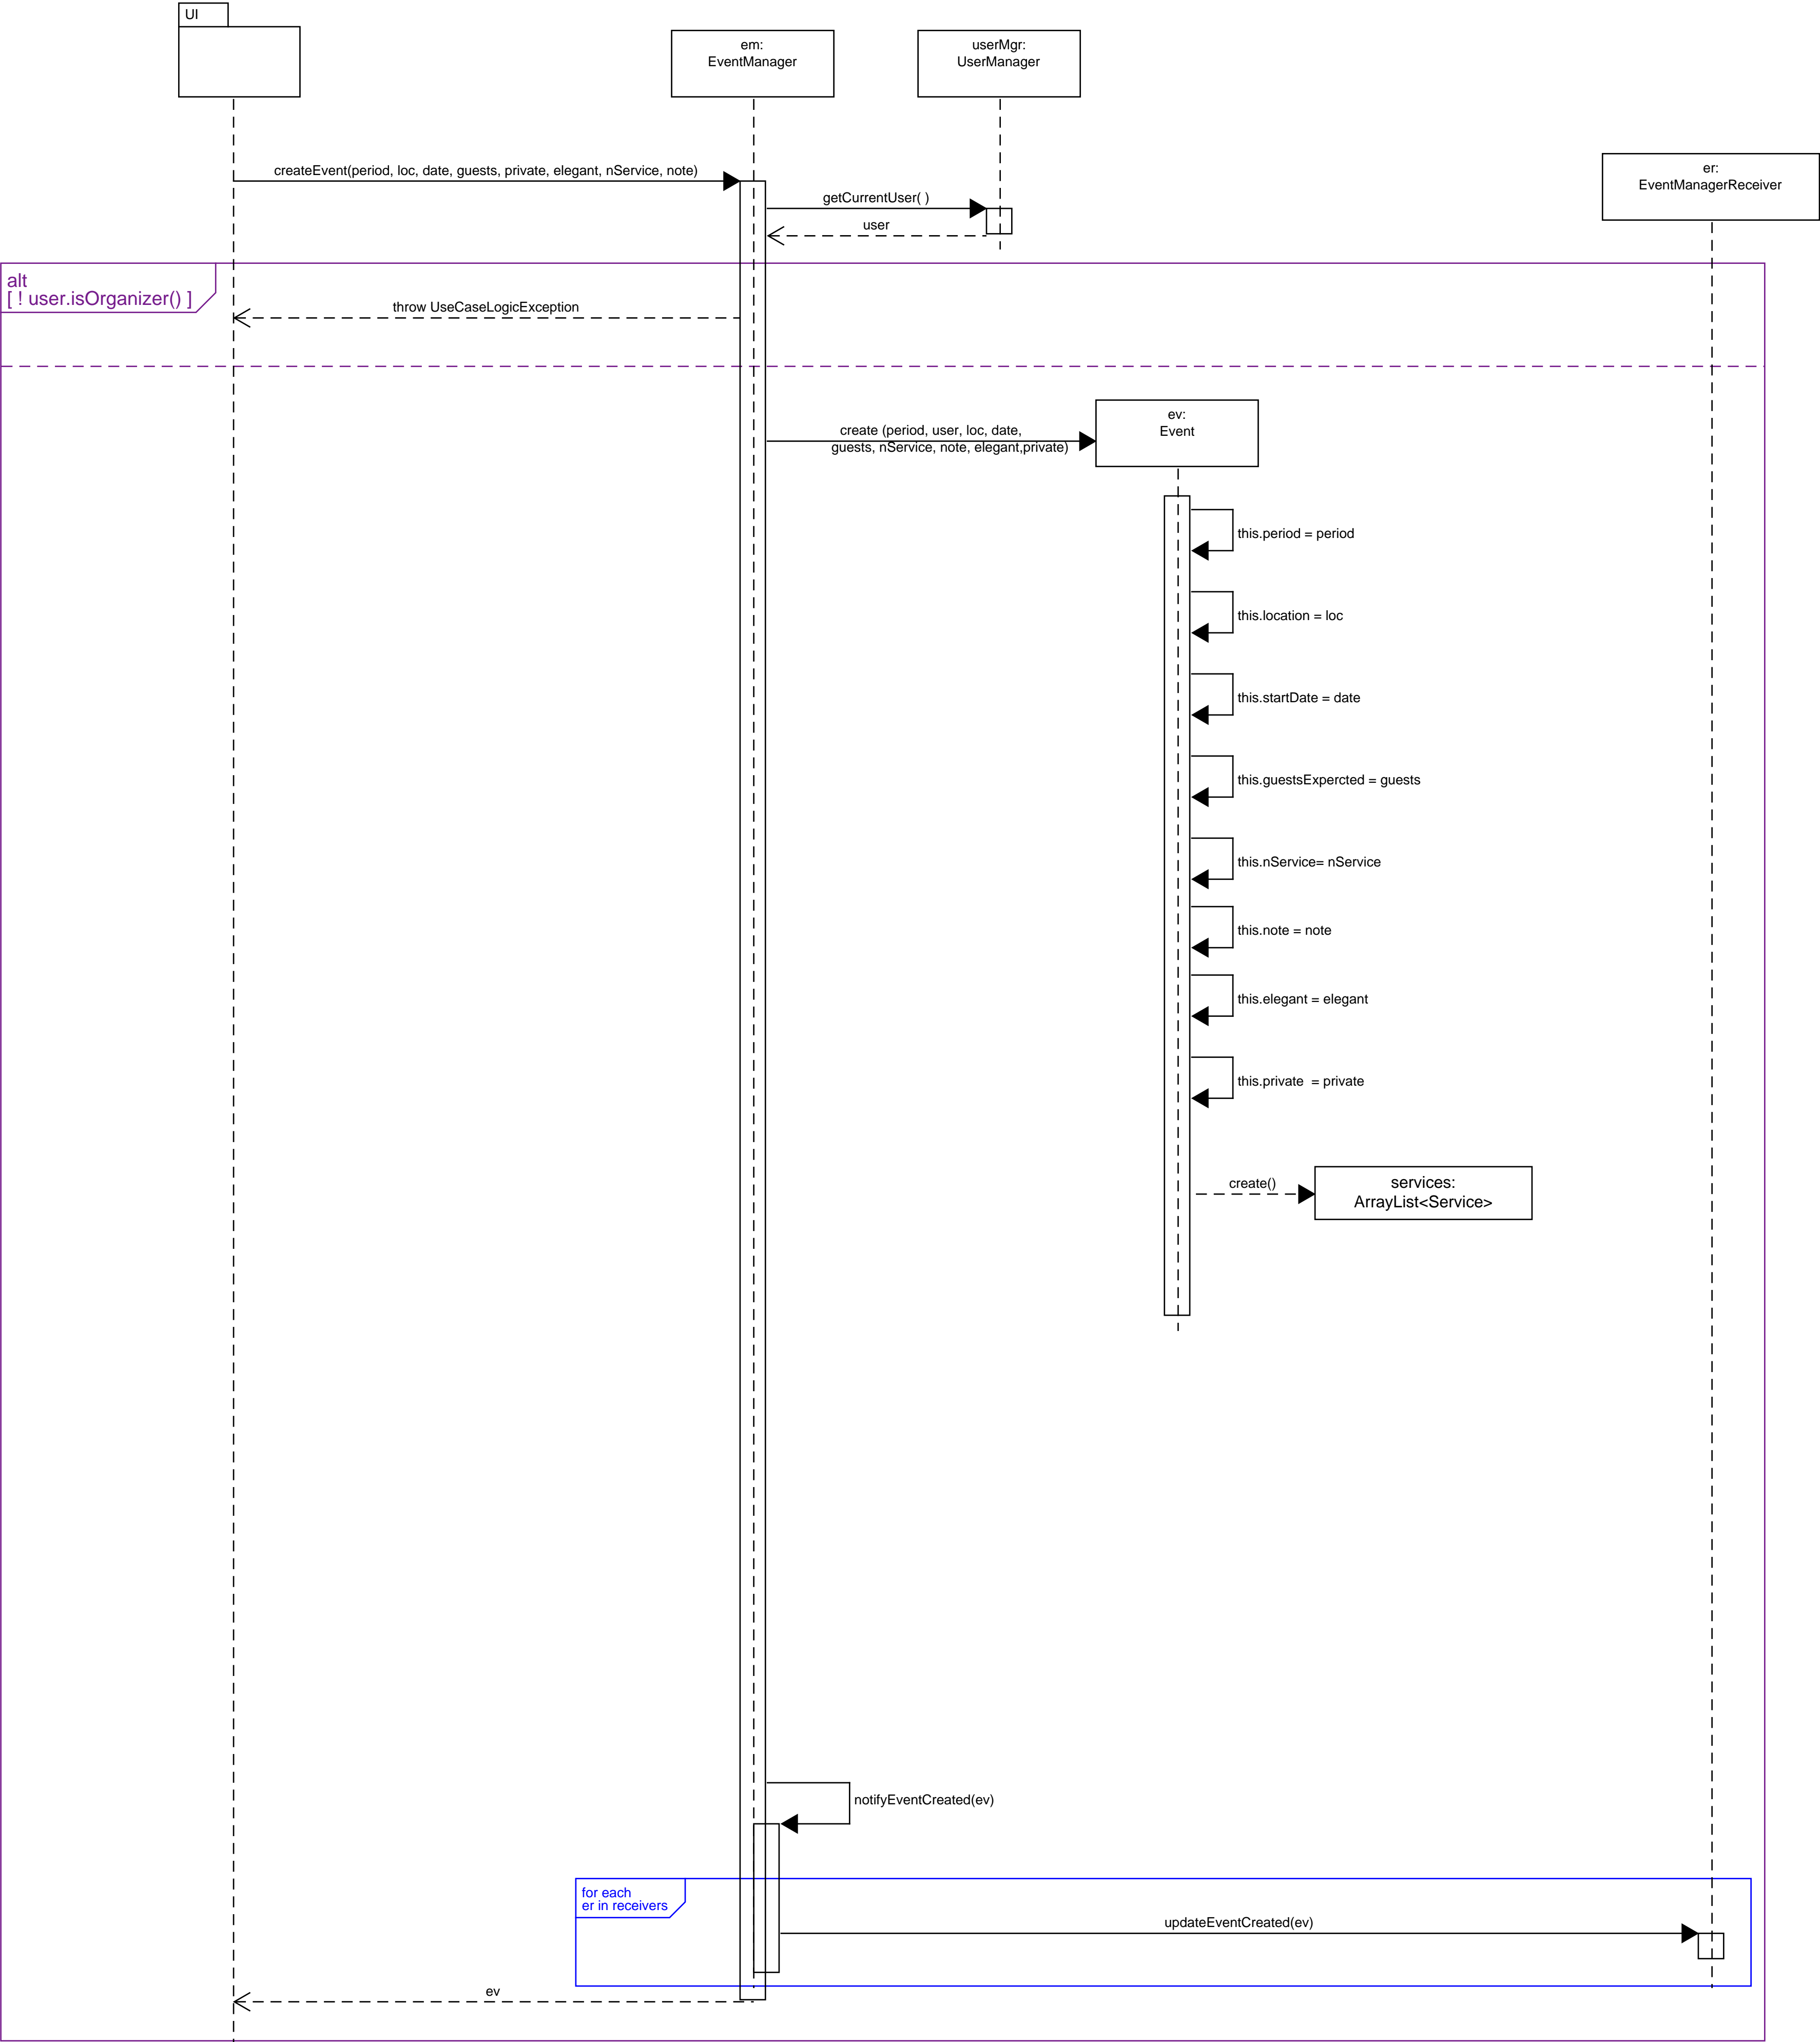 UI
em:
EventManager
userMgr:
UserManager
er:
EventManagerReceiver
createEvent(period, loc, date, guests, private, elegant, nService, note)
getCurrentUser( )
user
alt
[ ! user.isOrganizer() ]
throw UseCaseLogicException
ev:
Event
create (period, user, loc, date,
guests, nService, note, elegant,private)
this.period = period
this.location = loc
this.startDate = date
this.guestsExpercted = guests
this.nService= nService
this.note = note
this.elegant = elegant
this.private  = private
create()
services:
ArrayList<Service>
notifyEventCreated(ev)
for each
er in receivers
updateEventCreated(ev)
ev